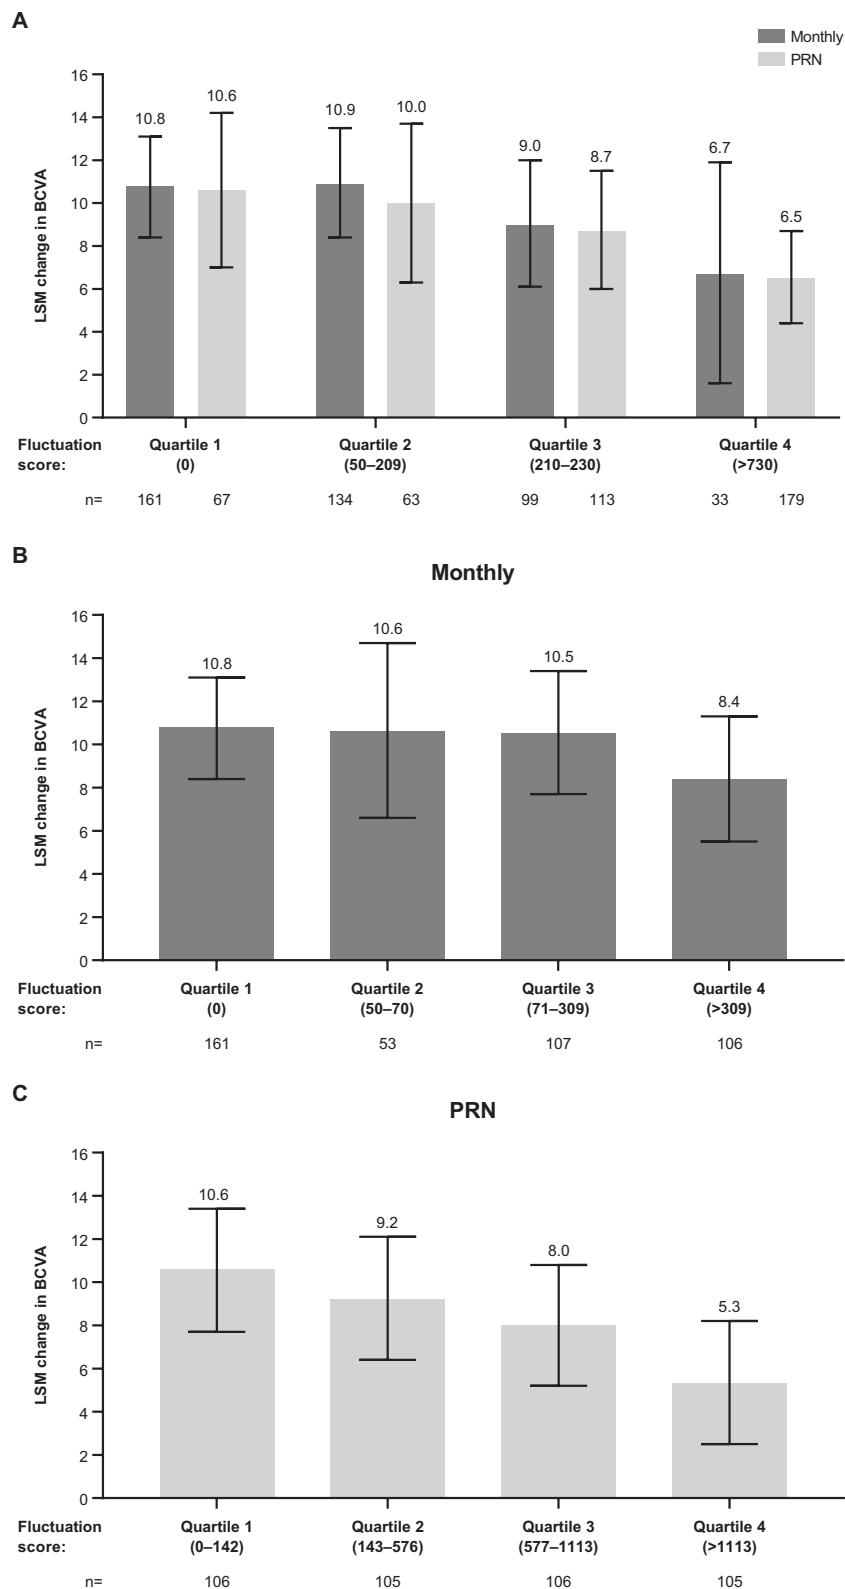 A
Monthly
PRN
LSM change in BCVA
16
14
12
10
8
6
4
2
0
10.8
10.6
10.9
10.0
9.0
8.7
6.7
6.5
Fluctuation score:
Quartile 1 (0)
Quartile 2 (50–209)
Quartile 3 (210–230)
Quartile 4 (>730)
n= 161 67 134 63 99 113 33 179
B
Monthly
LSM change in BCVA
16
14
12
10
8
6
4
2
0
10.8
10.6
10.5
8.4
Fluctuation score:
Quartile 1 (0)
Quartile 2 (50–70)
Quartile 3 (71–309)
Quartile 4 (>309)
n= 161 53 107 106
C
PRN
LSM change in BCVA
16
14
12
10
8
6
4
2
0
10.6
9.2
8.0
5.3
Fluctuation score:
Quartile 1 (0–142)
Quartile 2 (143–576)
Quartile 3 (577–1113)
Quartile 4 (>1113)
n= 106 105 106 105